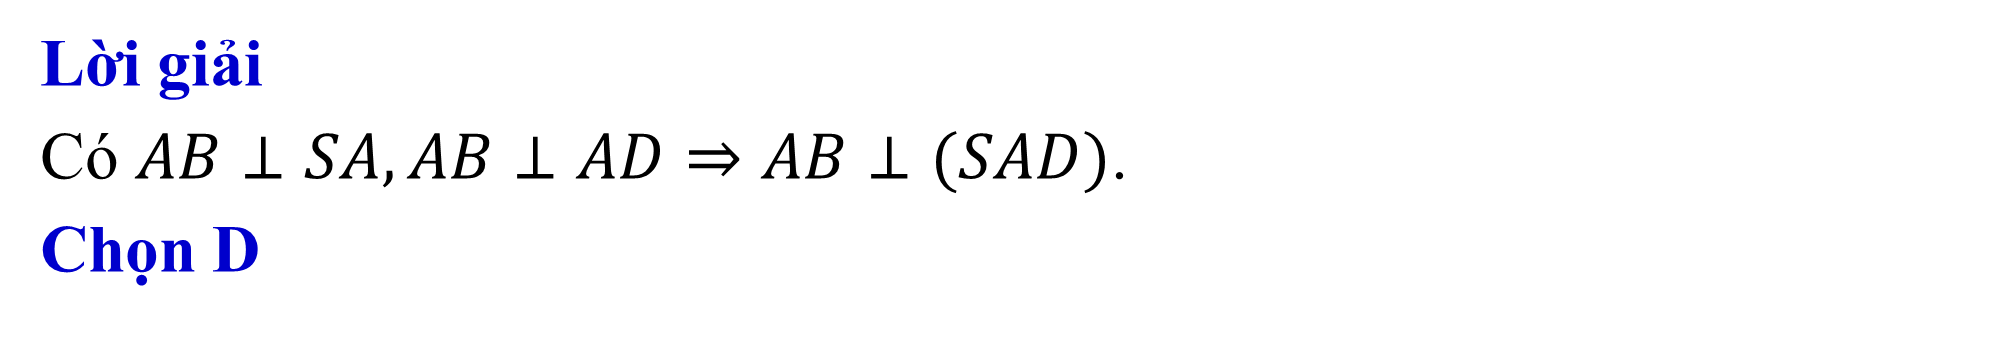 Lời giải
Có AB ⊥ SA, AB ⊥ AD ⇒ AB ⊥ (SAD).
Chọn D